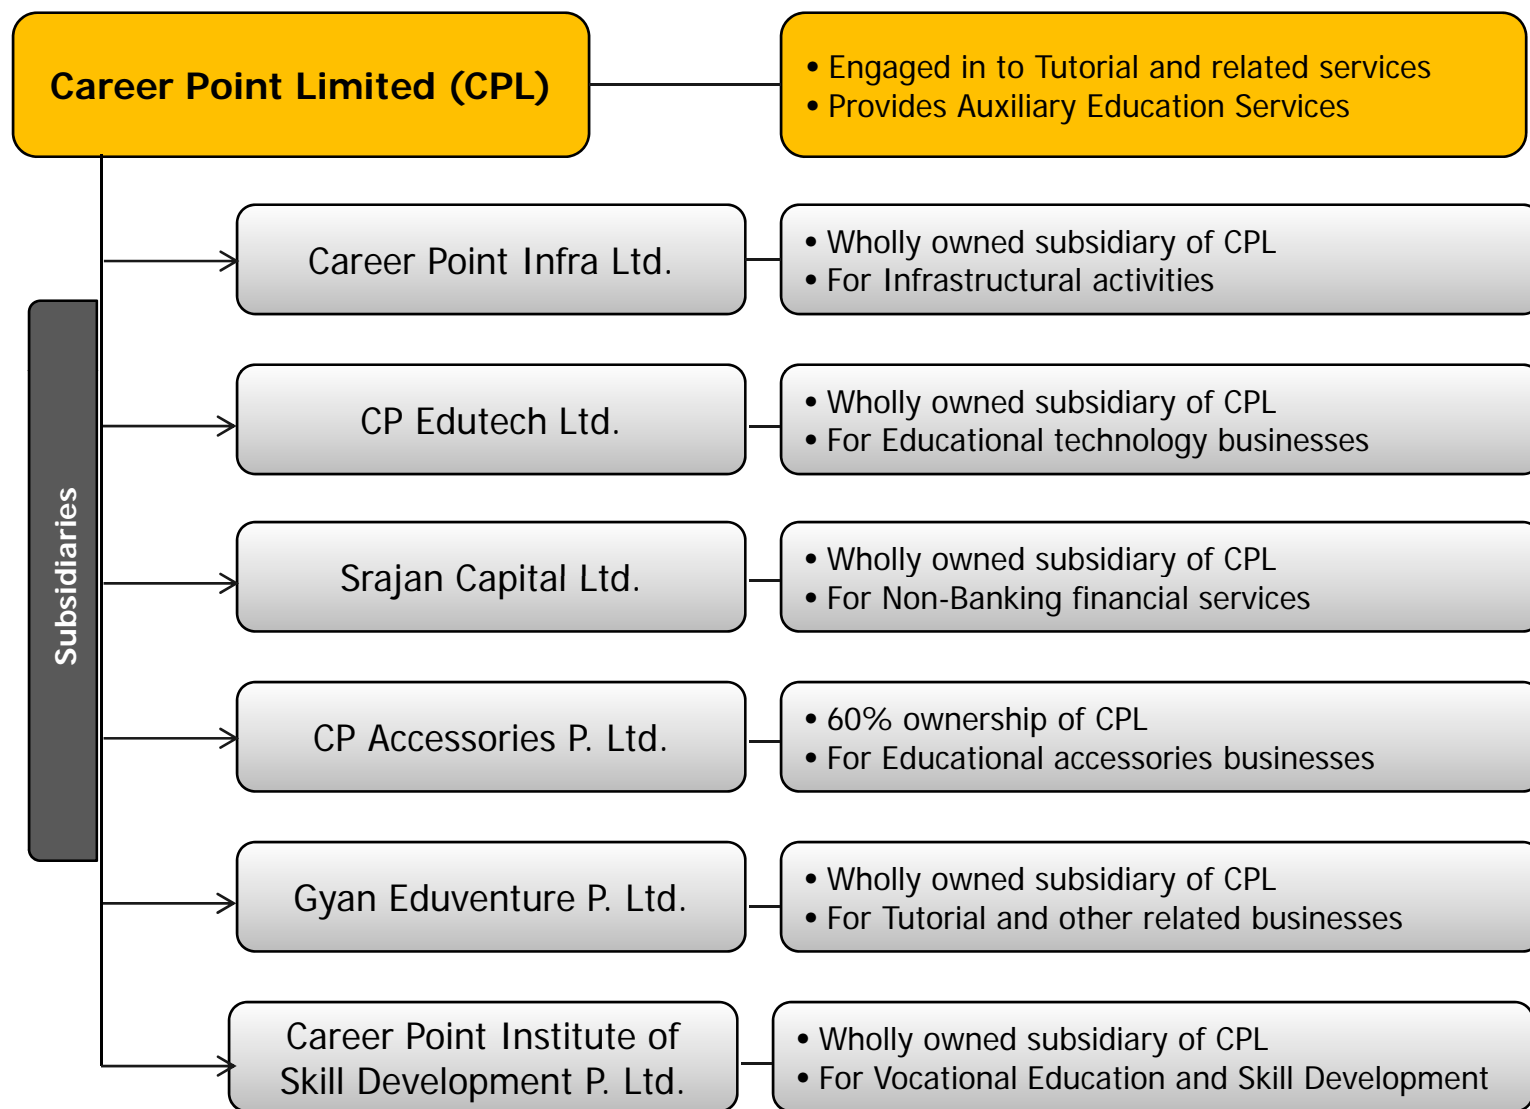 Career Point Limited (CPL)
• Engaged in to Tutorial and related services
• Provides Auxiliary Education Services
Subsidiaries
Career Point Infra Ltd.
• Wholly owned subsidiary of CPL
• For Infrastructural activities
CP Edutech Ltd.
• Wholly owned subsidiary of CPL
• For Educational technology businesses
Srajan Capital Ltd.
• Wholly owned subsidiary of CPL
• For Non-Banking financial services
CP Accessories P. Ltd.
• 60% ownership of CPL
• For Educational accessories businesses
Gyan Eduventure P. Ltd.
• Wholly owned subsidiary of CPL
• For Tutorial and other related businesses
Career Point Institute of
Skill Development P. Ltd.
• Wholly owned subsidiary of CPL
• For Vocational Education and Skill Development